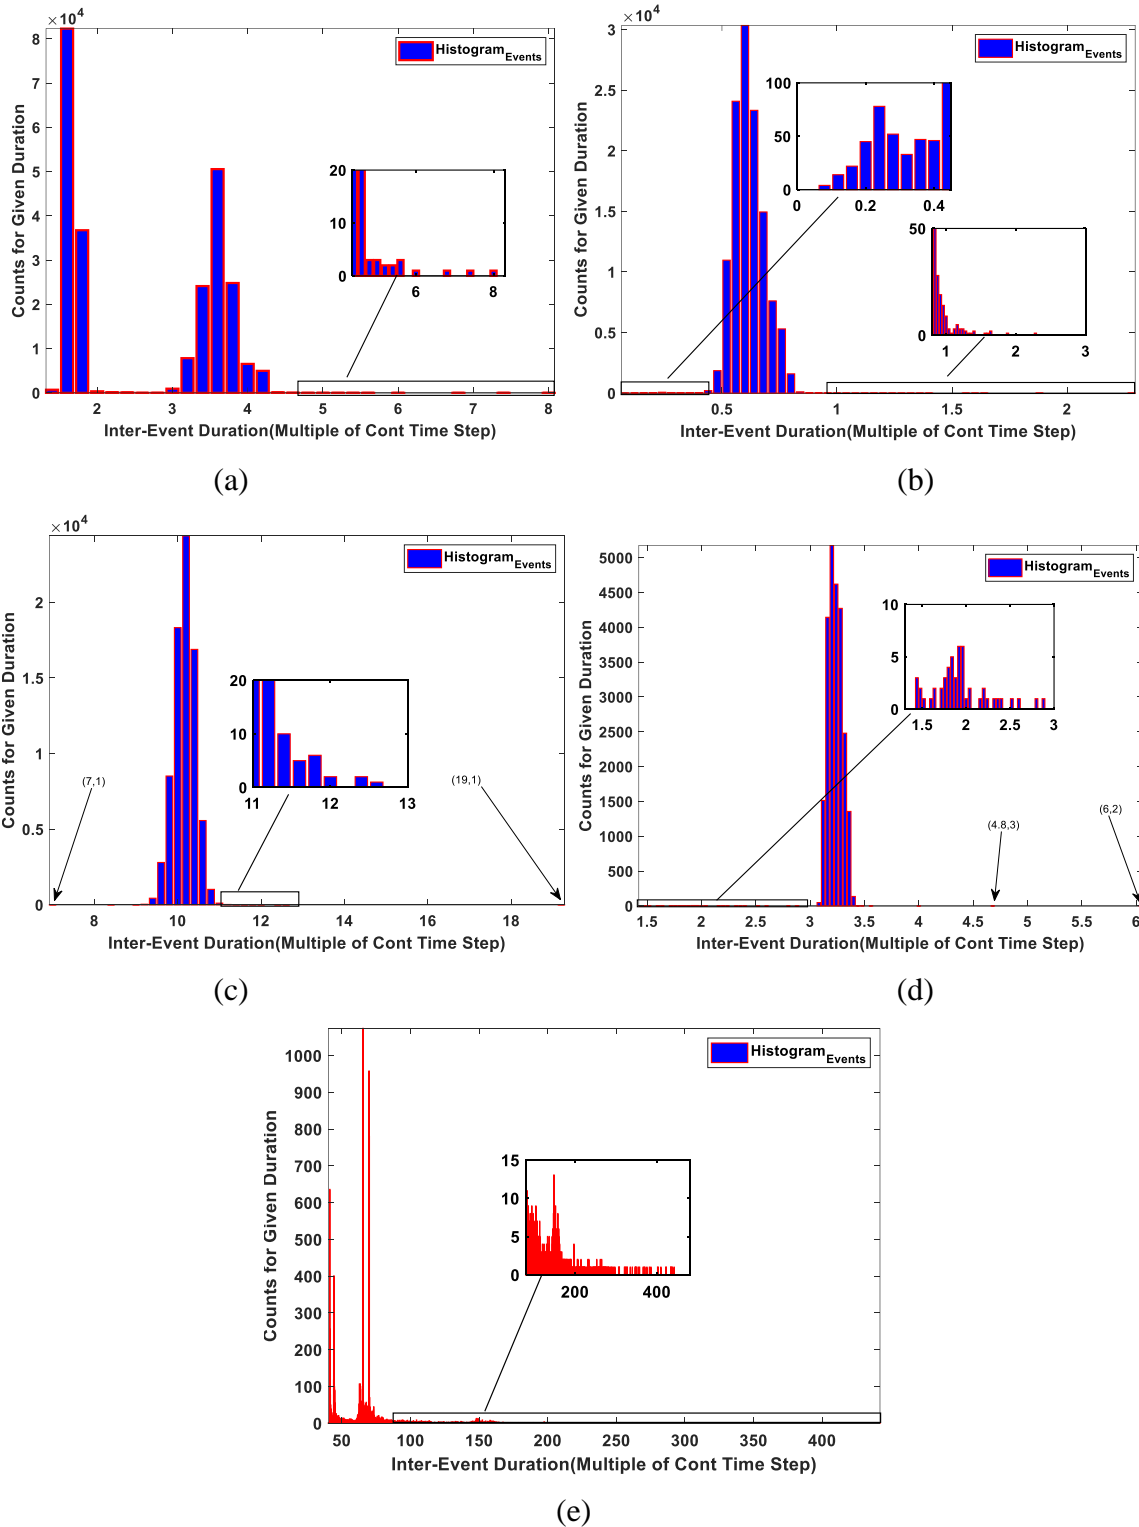 ×10⁴
8
7
6
5
4
3
2
1
0
Counts for Given Duration
Histogram_Events
20
10
0
6 8
2 3 4 5 6 7 8
Inter-Event Duration(Multiple of Cont Time Step)
(a)
×10⁴
3
2.5
2
1.5
1
0.5
0
Counts for Given Duration
Histogram_Events
100
50
0
0 0.2 0.4
50
0
1 2 3
0.5 1 1.5 2
Inter-Event Duration(Multiple of Cont Time Step)
(b)
×10⁴
2
1.5
1
0.5
0
Counts for Given Duration
Histogram_Events
20
10
0
11 12 13
(7,1)
(19,1)
8 10 12 14 16 18
Inter-Event Duration(Multiple of Cont Time Step)
(c)
5000
4500
4000
3500
3000
2500
2000
1500
1000
500
0
Counts for Given Duration
Histogram_Events
10
5
0
1.5 2 2.5 3
(4.8,3)
(6,2)
1.5 2 2.5 3 3.5 4 4.5 5 5.5 6
Inter-Event Duration(Multiple of Cont Time Step)
(d)
1000
900
800
700
600
500
400
300
200
100
0
Counts for Given Duration
Histogram_Events
15
10
5
0
200 400
50 100 150 200 250 300 350 400
Inter-Event Duration(Multiple of Cont Time Step)
(e)